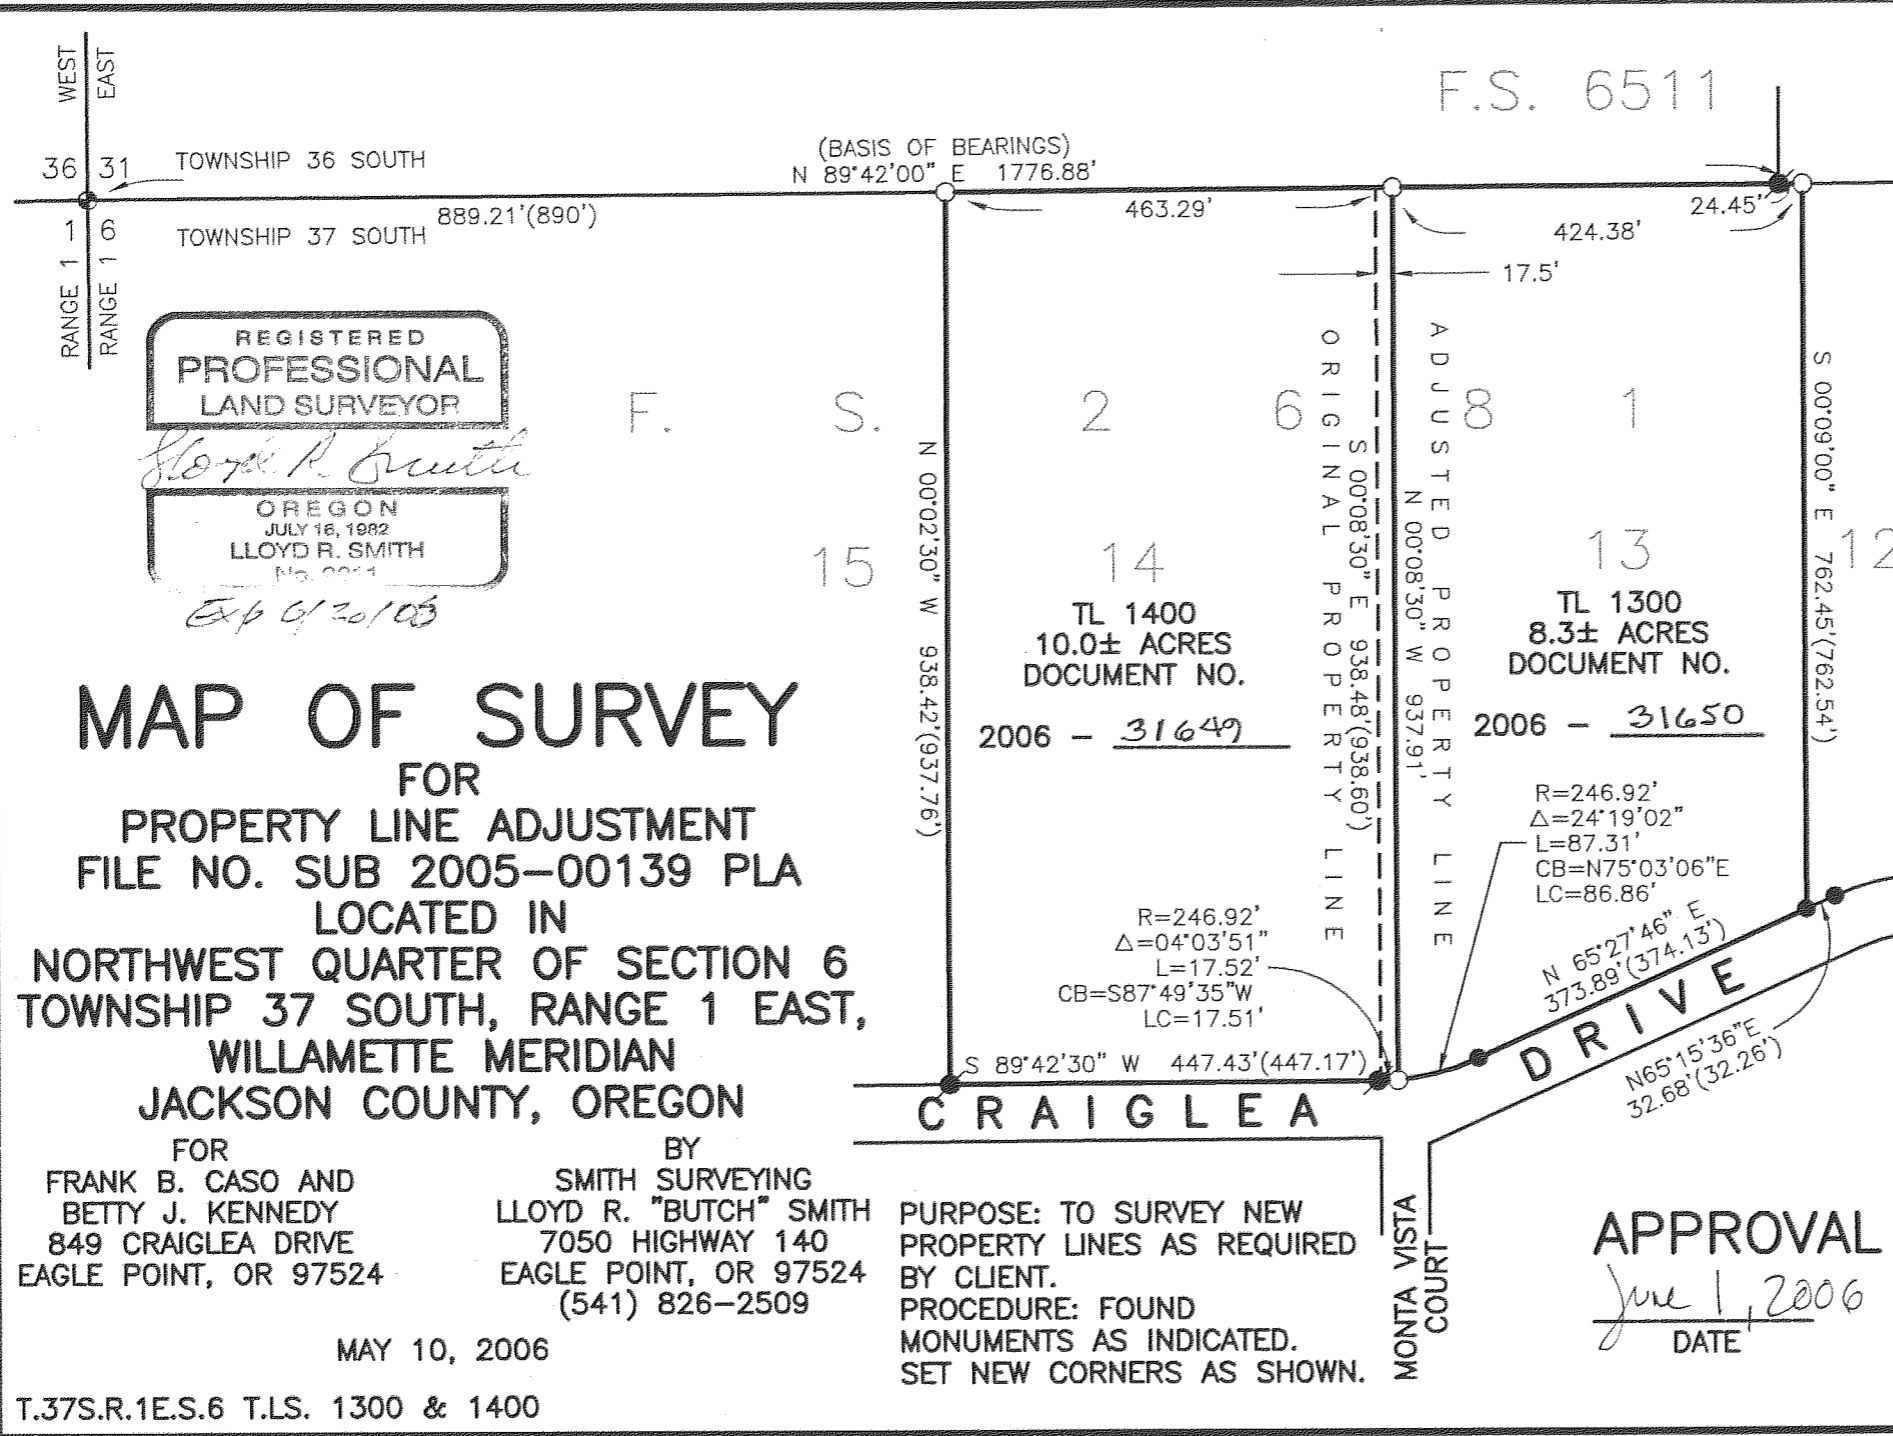 WEST
EAST
36 31
TOWNSHIP 36 SOUTH
1 6
TOWNSHIP 37 SOUTH
RANGE 1
RANGE 1
889.21'(890')
(BASIS OF BEARINGS)
N 89°42'00" E 1776.88'
463.29'
F.S. 6511
24.45'
424.38'
17.5'
REGISTERED
PROFESSIONAL
LAND SURVEYOR
Lloyd R. Smith
OREGON
JULY 16, 1982
LLOYD R. SMITH
No.
F. S. 2 6 8 1
15
14
13
12
N 00°02'30" W 938.42'(937.76')
ORIGINAL PROPERTY LINE
S 00°08'30" E 938.48'(938.60')
N 00°08'30" W 937.91'
ADJUSTED PROPERTY LINE
S 00°09'00" E 762.45'(762.54')
TL 1400
10.0± ACRES
DOCUMENT NO.
2006 - 31649
TL 1300
8.3± ACRES
DOCUMENT NO.
2006 - 31650
R=246.92'
Δ=24°19'02"
L=87.31'
CB=N75°03'06"E
LC=86.86'
R=246.92'
Δ=04°03'51"
L=17.52'
CB=S87°49'35"W
LC=17.51'
S 89°42'30" W 447.43'(447.17')
N 65°27'46" E
373.89'(374.13')
N65°15'36"E
32.68'(32.26')
CRAIGLEA DRIVE
MONTA VISTA
COURT
MAP OF SURVEY
FOR
PROPERTY LINE ADJUSTMENT
FILE NO. SUB 2005-00139 PLA
LOCATED IN
NORTHWEST QUARTER OF SECTION 6
TOWNSHIP 37 SOUTH, RANGE 1 EAST,
WILLAMETTE MERIDIAN
JACKSON COUNTY, OREGON
FOR
FRANK B. CASO AND
BETTY J. KENNEDY
849 CRAIGLEA DRIVE
EAGLE POINT, OR 97524
BY
SMITH SURVEYING
LLOYD R. "BUTCH" SMITH
7050 HIGHWAY 140
EAGLE POINT, OR 97524
(541) 826-2509
MAY 10, 2006
T.37S.R.1E.S.6 T.LS. 1300 & 1400
PURPOSE: TO SURVEY NEW
PROPERTY LINES AS REQUIRED
BY CLIENT.
PROCEDURE: FOUND
MONUMENTS AS INDICATED.
SET NEW CORNERS AS SHOWN.
APPROVAL
June 1, 2006
DATE